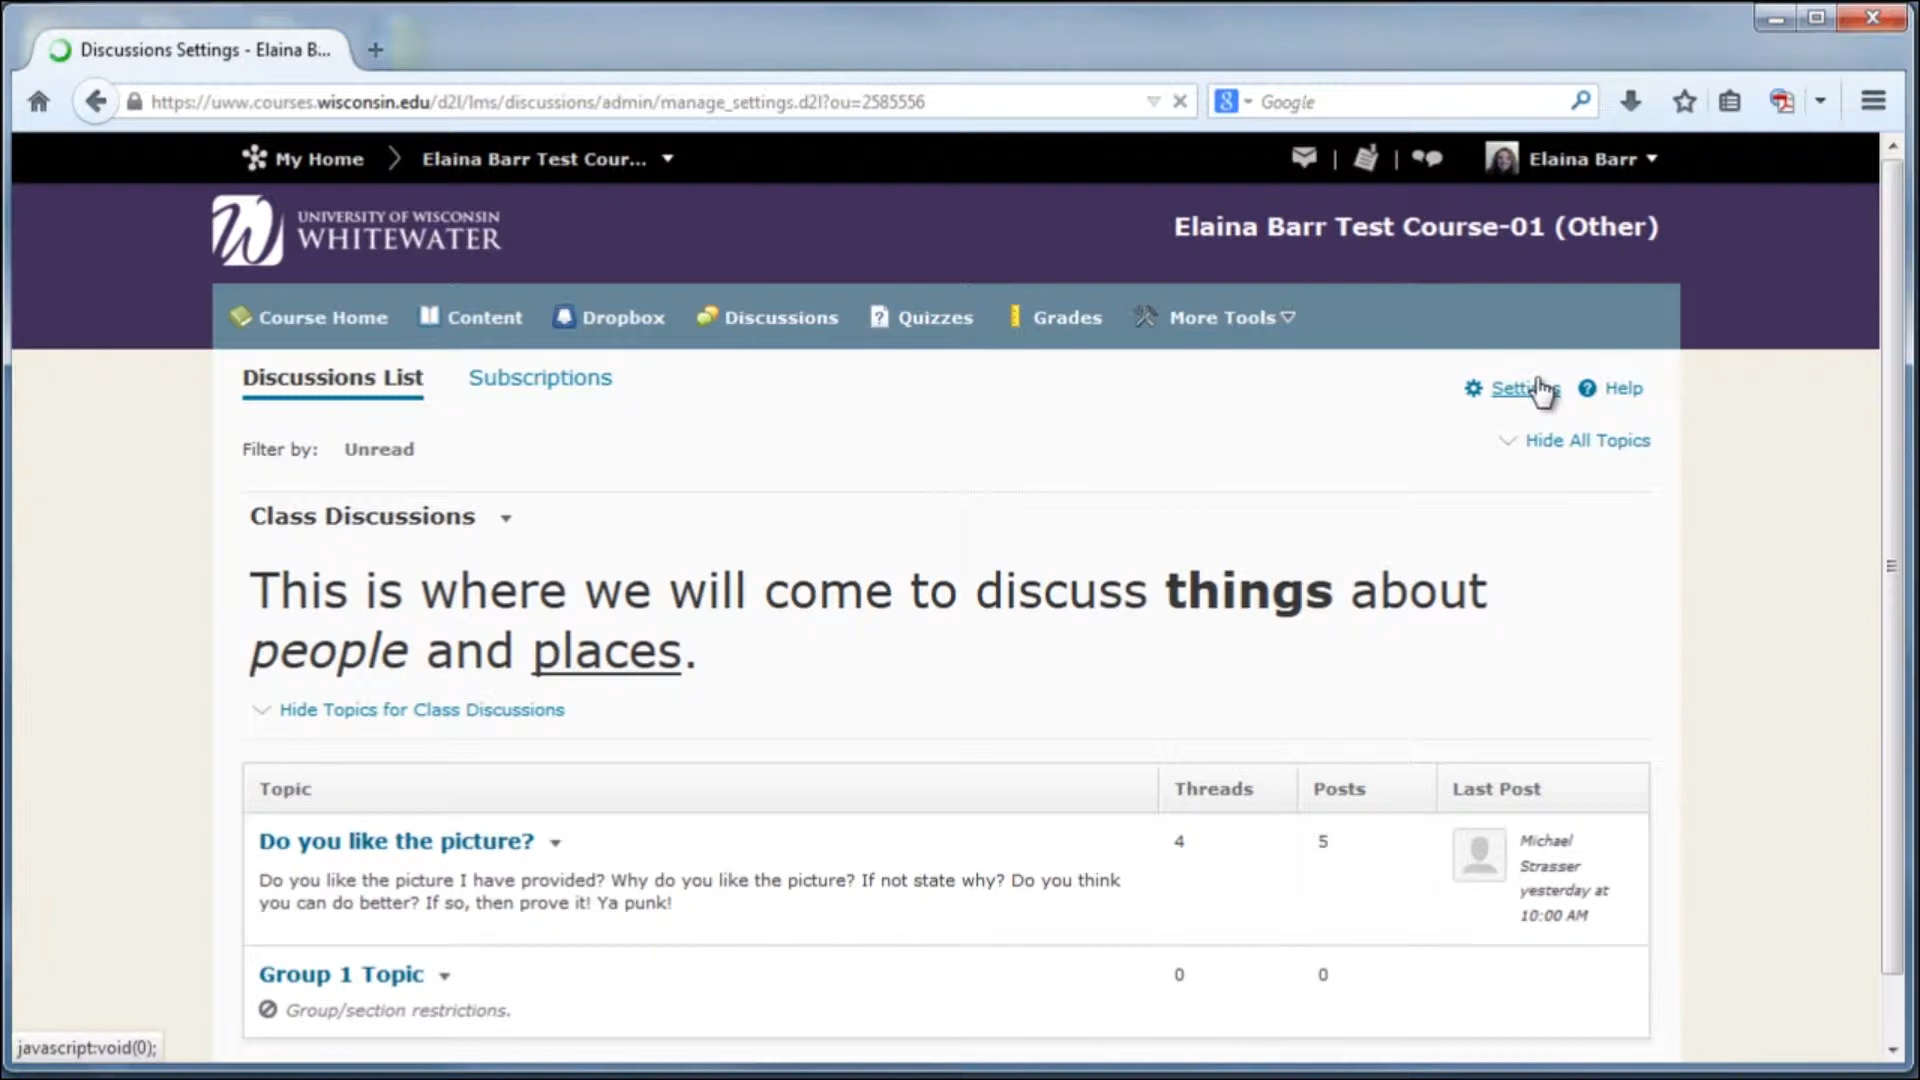 Discussions Settings - Elaina B...
https://uww.courses.wisconsin.edu/d2l/lms/discussions/admin/manage_settings.d2l?ou=2585556
Google
My Home
Elaina Barr Test Cour...
Elaina Barr
UNIVERSITY OF WISCONSIN
WHITEWATER
Elaina Barr Test Course-01 (Other)
Course Home
Content
Dropbox
Discussions
Quizzes
Grades
More Tools
Discussions List
Subscriptions
Settings
Help
Filter by: Unread
Hide All Topics
Class Discussions
This is where we will come to discuss things about
people and places.
Hide Topics for Class Discussions
Topic
Threads
Posts
Last Post
Do you like the picture?
4
5
Michael
Strasser
yesterday at
10:00 AM
Do you like the picture I have provided? Why do you like the picture? If not state why? Do you think
you can do better? If so, then prove it! Ya punk!
Group 1 Topic
0
0
Group/section restrictions.
javascript:void(0);